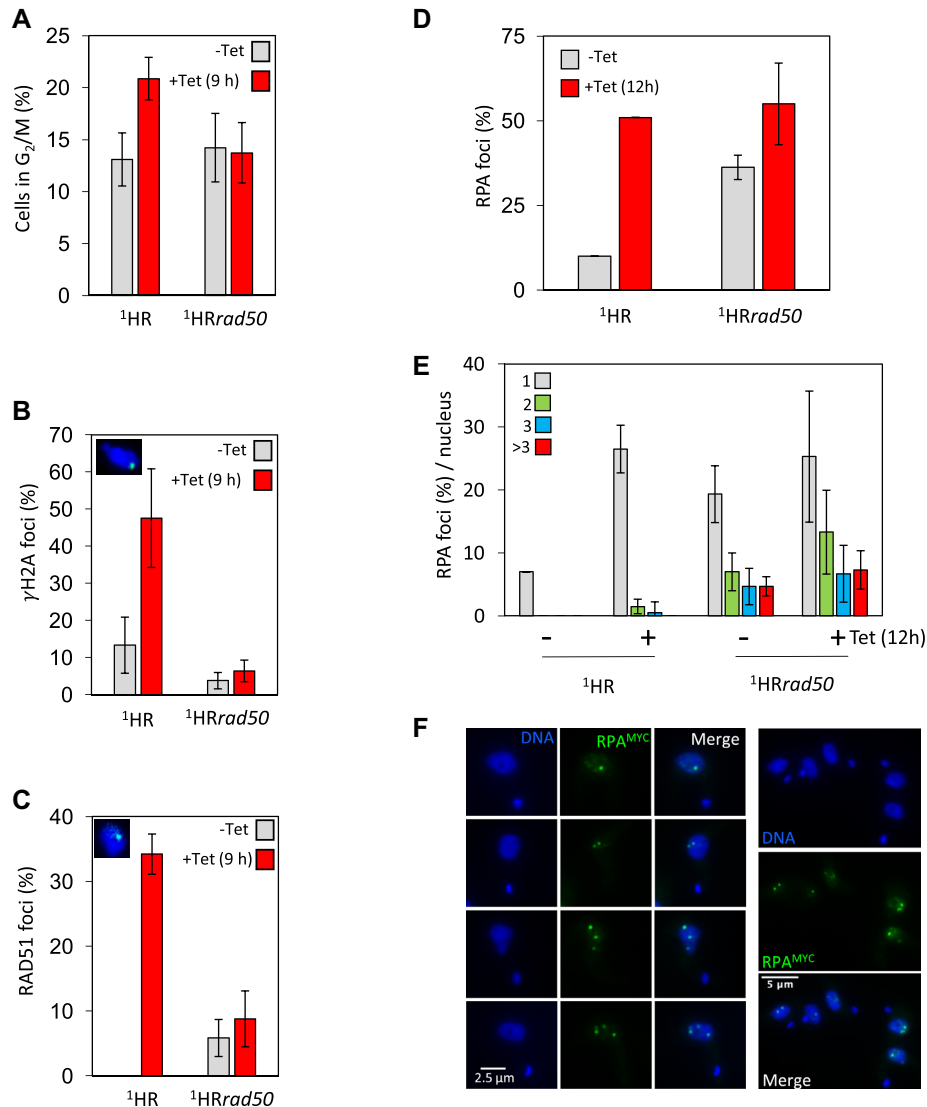 A
Cells in G2/M (%)
25
20
15
10
5
0
-Tet
+Tet (9 h)
¹HR
¹HRrad50
B
γH2A foci (%)
70
60
50
40
30
20
10
0
-Tet
+Tet (9 h)
¹HR
¹HRrad50
C
RAD51 foci (%)
40
30
20
10
0
-Tet
+Tet (9 h)
¹HR
¹HRrad50
D
RPA foci (%)
75
50
25
0
-Tet
+Tet (12h)
¹HR
¹HRrad50
E
RPA foci (%) / nucleus
40
30
20
10
0
1
2
3
>3
- + - + Tet (12h)
¹HR
¹HRrad50
F
DNA
RPAMYC
Merge
2.5 µm
DNA
RPAMYC
5 µm
Merge